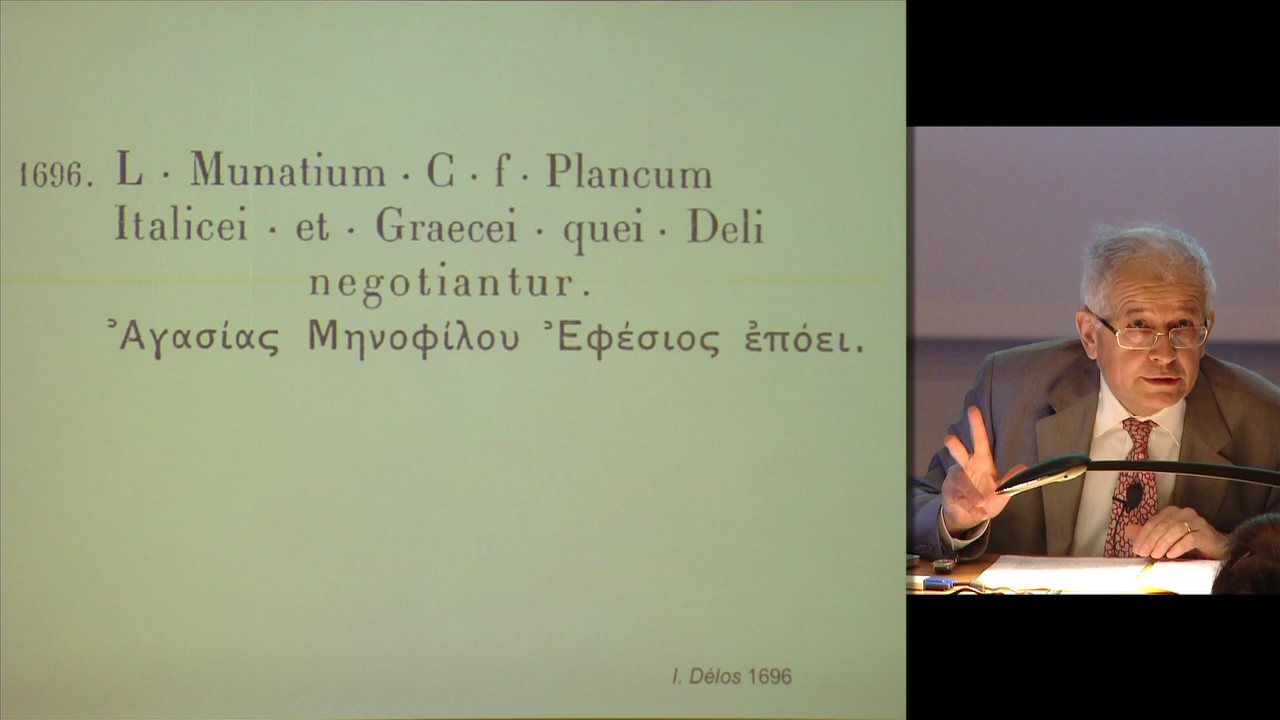 1696. L · Munatium · C · f · Plancum
Italicei · et · Graecei · quei · Deli
negotiantur.
Ἀγασίας Μηνοφίλου Ἐφέσιος ἐπόει.
I. Délos 1696